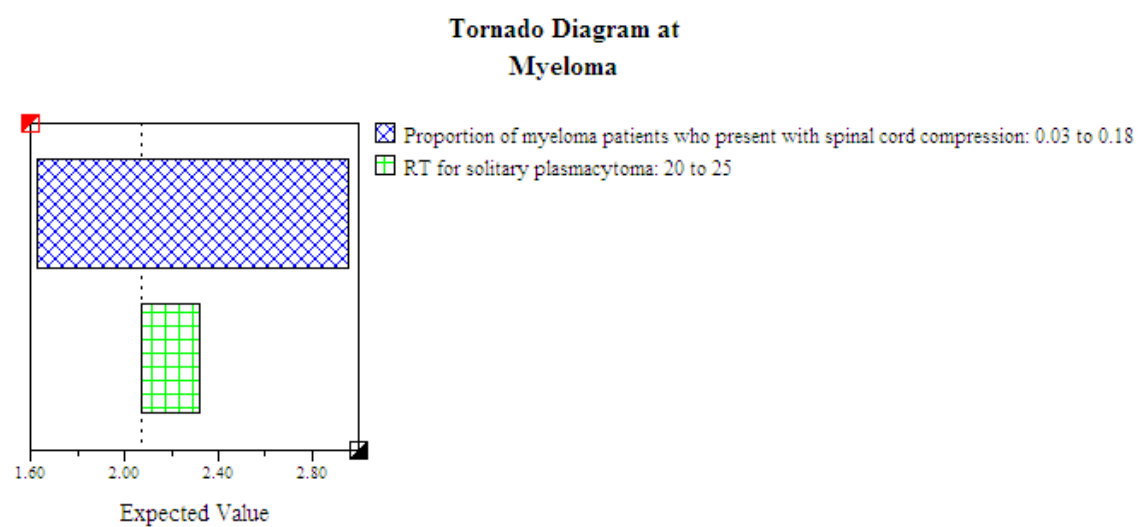 Tornado Diagram at
Myeloma
Proportion of myeloma patients who present with spinal cord compression: 0.03 to 0.18
RT for solitary plasmacytoma: 20 to 25
1.60 2.00 2.40 2.80
Expected Value